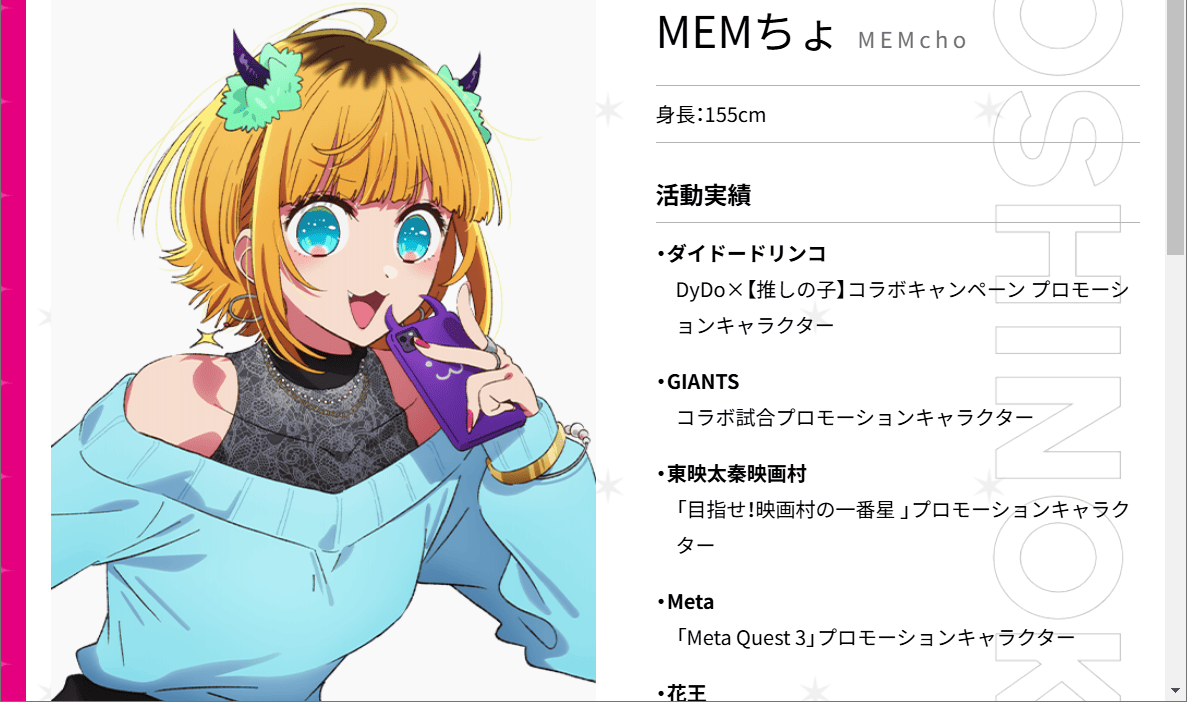 MEMちょ MEMcho
身長：155cm
活動実績
・ダイドードリンコ
DyDo×【推しの子】コラボキャンペーン プロモーシ
ョンキャラクター
・GIANTS
コラボ試合プロモーションキャラクター
・東映太秦映画村
「目指せ！映画村の一番星 」プロモーションキャラク
ター
・Meta
「Meta Quest 3」プロモーションキャラクター
・花王
OSHINOK